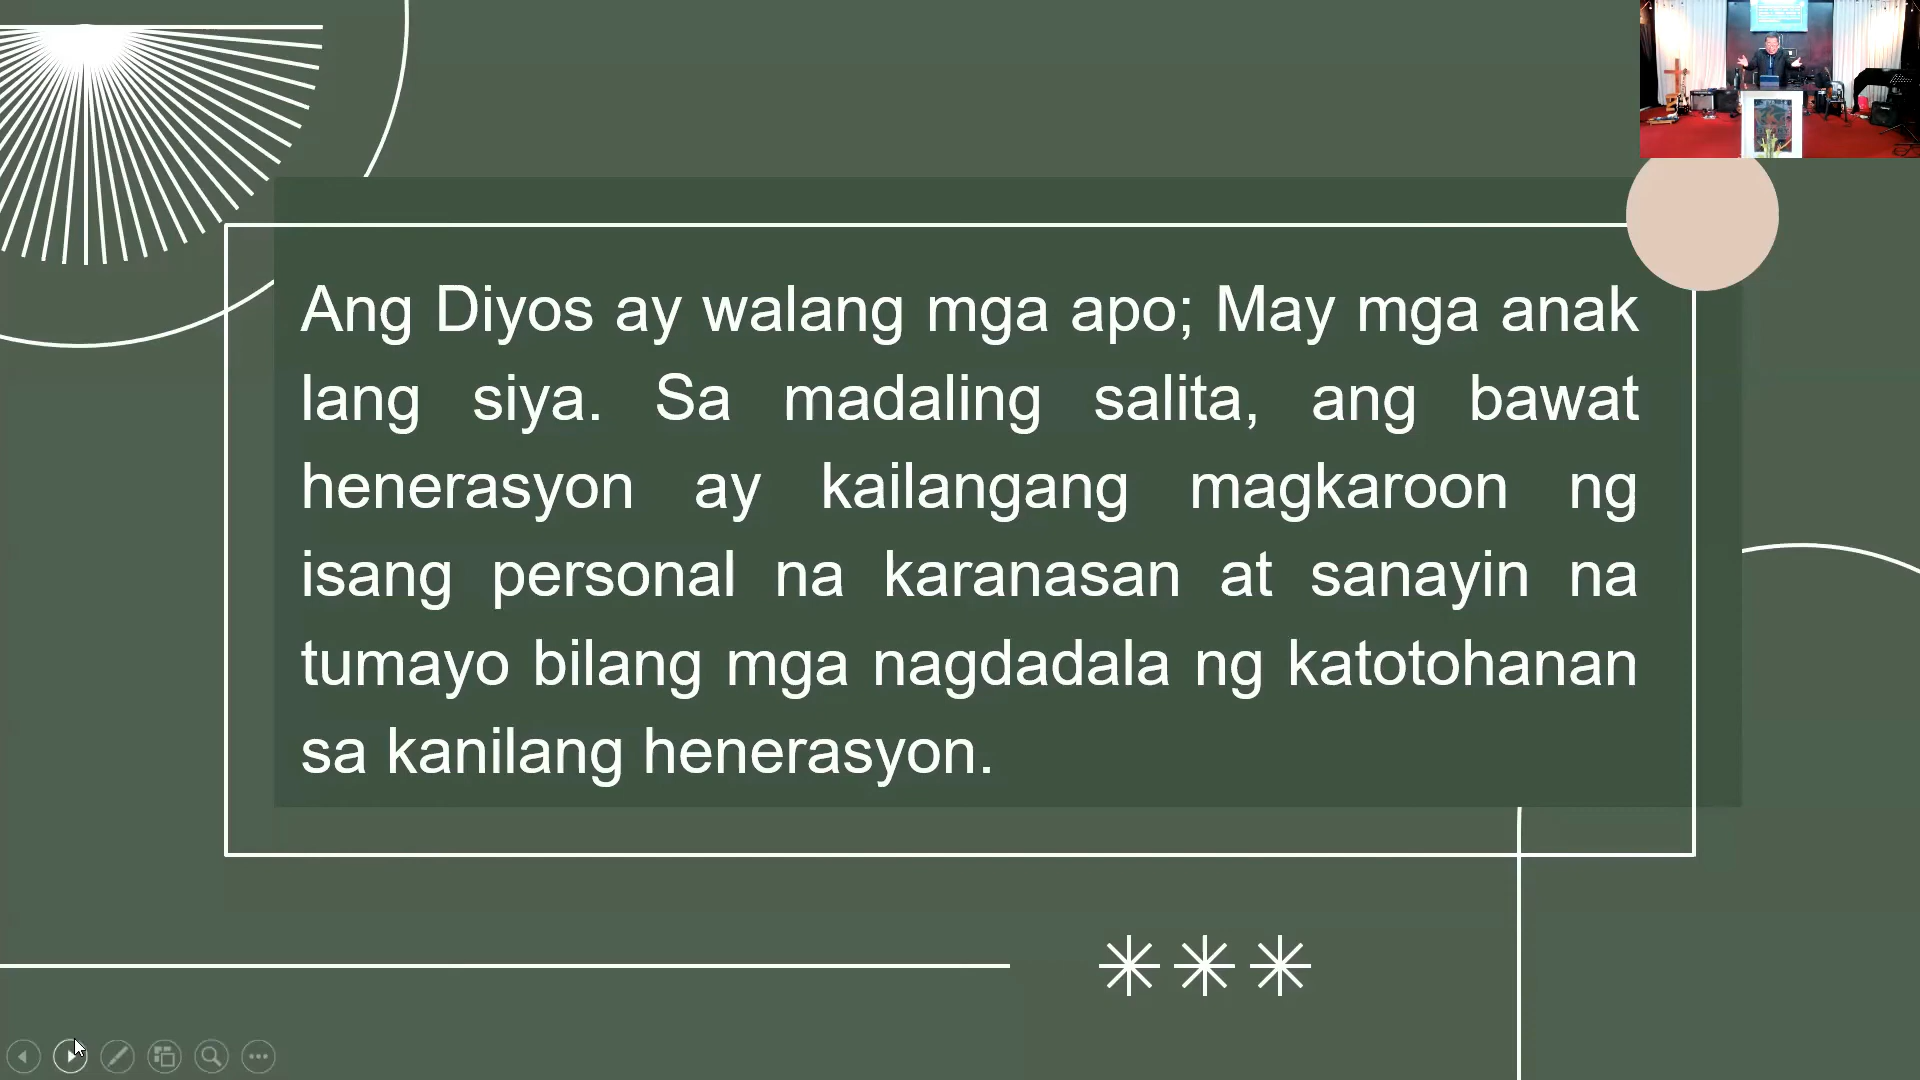 Ang Diyos ay walang mga apo; May mga anak
lang siya. Sa madaling salita, ang bawat
henerasyon ay kailangang magkaroon ng
isang personal na karanasan at sanayin na
tumayo bilang mga nagdadala ng katotohanan
sa kanilang henerasyon.